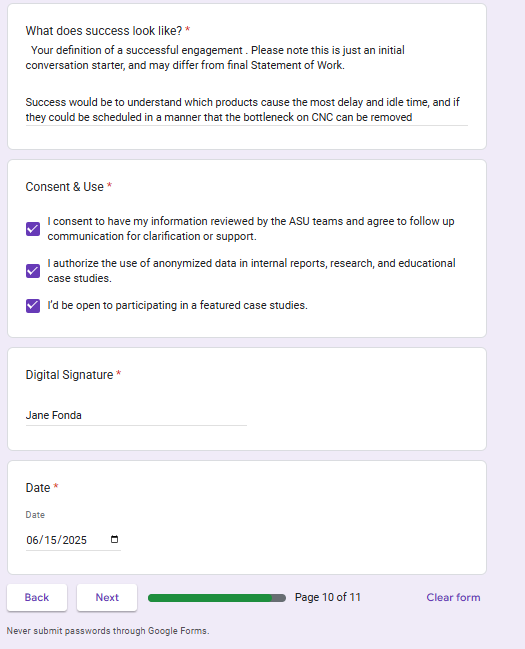 What does success look like? *
Your definition of a successful engagement . Please note this is just an initial
conversation starter, and may differ from final Statement of Work.
Success would be to understand which products cause the most delay and idle time, and if
they could be scheduled in a manner that the bottleneck on CNC can be removed
Consent & Use *
I consent to have my information reviewed by the ASU teams and agree to follow up
communication for clarification or support.
I authorize the use of anonymized data in internal reports, research, and educational
case studies.
I'd be open to participating in a featured case studies.
Digital Signature *
Jane Fonda
Date *
Date
06/15/2025
Back Next Page 10 of 11 Clear form
Never submit passwords through Google Forms.